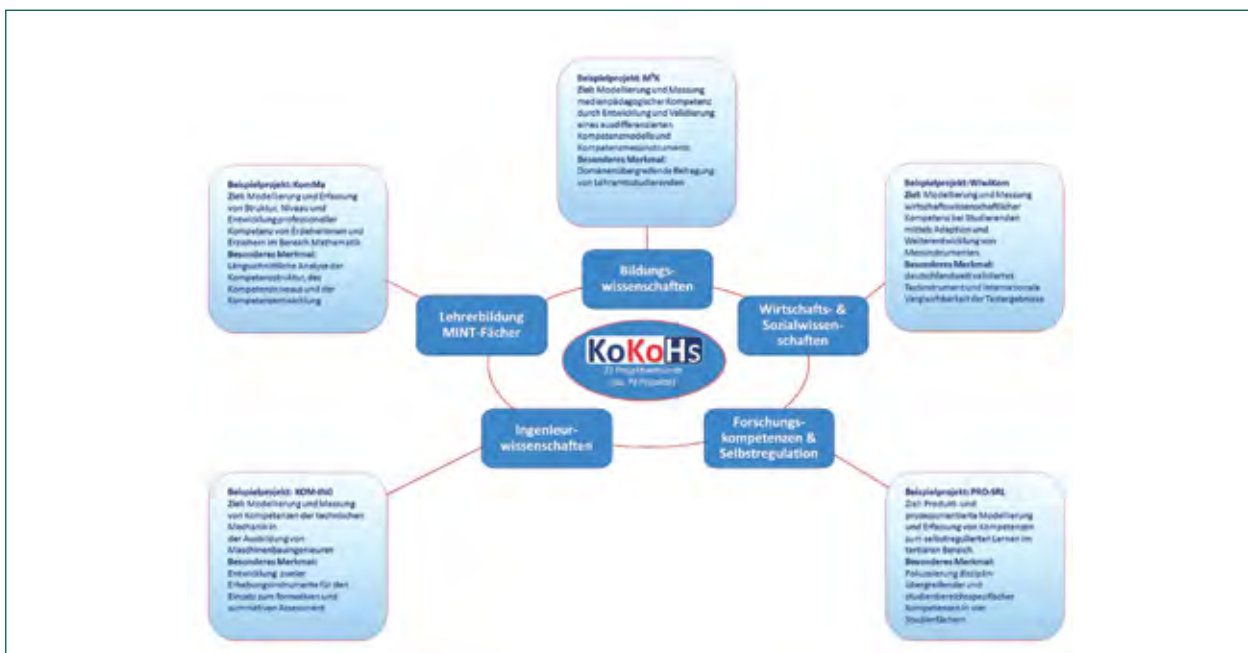 Beispielprojekt: M³K
Ziel: Modellierung und Messung
medienpädagogischer Kompetenz
durch Entwicklung und Validierung
eines ausdifferenzierten
Kompetenzmodells und
Kompetenzmessinstruments
Besonderes Merkmal:
Domänenübergreifende Befragung
von Lehramtsstudierenden
Beispielprojekt: KomMa
Ziel: Modellierung und Erfassung
von Struktur, Niveau und
Entwicklung professioneller
Kompetenz von Erzieherinnen und
Erziehern im Bereich Mathematik
Besonderes Merkmal:
Längsschnittliche Analyse der
Kompetenzstruktur, des
Kompetenzniveaus und der
Kompetenzentwicklung
Beispielprojekt: WiwiKom
Ziel: Modellierung und Messung
wirtschaftswissenschaftlicher
Kompetenz bei Studierenden
mittels Adaption und
Weiterentwicklung von
Messinstrumenten
Besonderes Merkmal:
deutschlandweit validiertes
Testinstrument und internationale
Vergleichbarkeit der Testergebnisse
Bildungs-
wissenschaften
Lehrerbildung
MINT-Fächer
Wirtschafts- &
Sozialwissen-
schaften
KoKoHs
Projektverbünde
Ingenieur-
wissenschaften
Forschungs-
kompetenzen &
Selbstregulation
Beispielprojekt: KOM-ING
Ziel: Modellierung und Messung
von Kompetenzen der technischen
Mechanik in
der Ausbildung von
Maschinenbauingenieuren
Besonderes Merkmal:
Entwicklung zweier
Erhebungsinstrumente für den
Einsatz zum formativen und
summativen Assessment
Beispielprojekt: PRO-SRL
Ziel: Produkt- und
prozessorientierte Modellierung
und Erfassung von Kompetenzen
zum selbstregulierten Lernen im
tertiären Bereich
Besonderes Merkmal:
Fokussierung disziplin-
übergreifender und
studienbereichsspezifischer
Kompetenzen in vier
Studienfächern